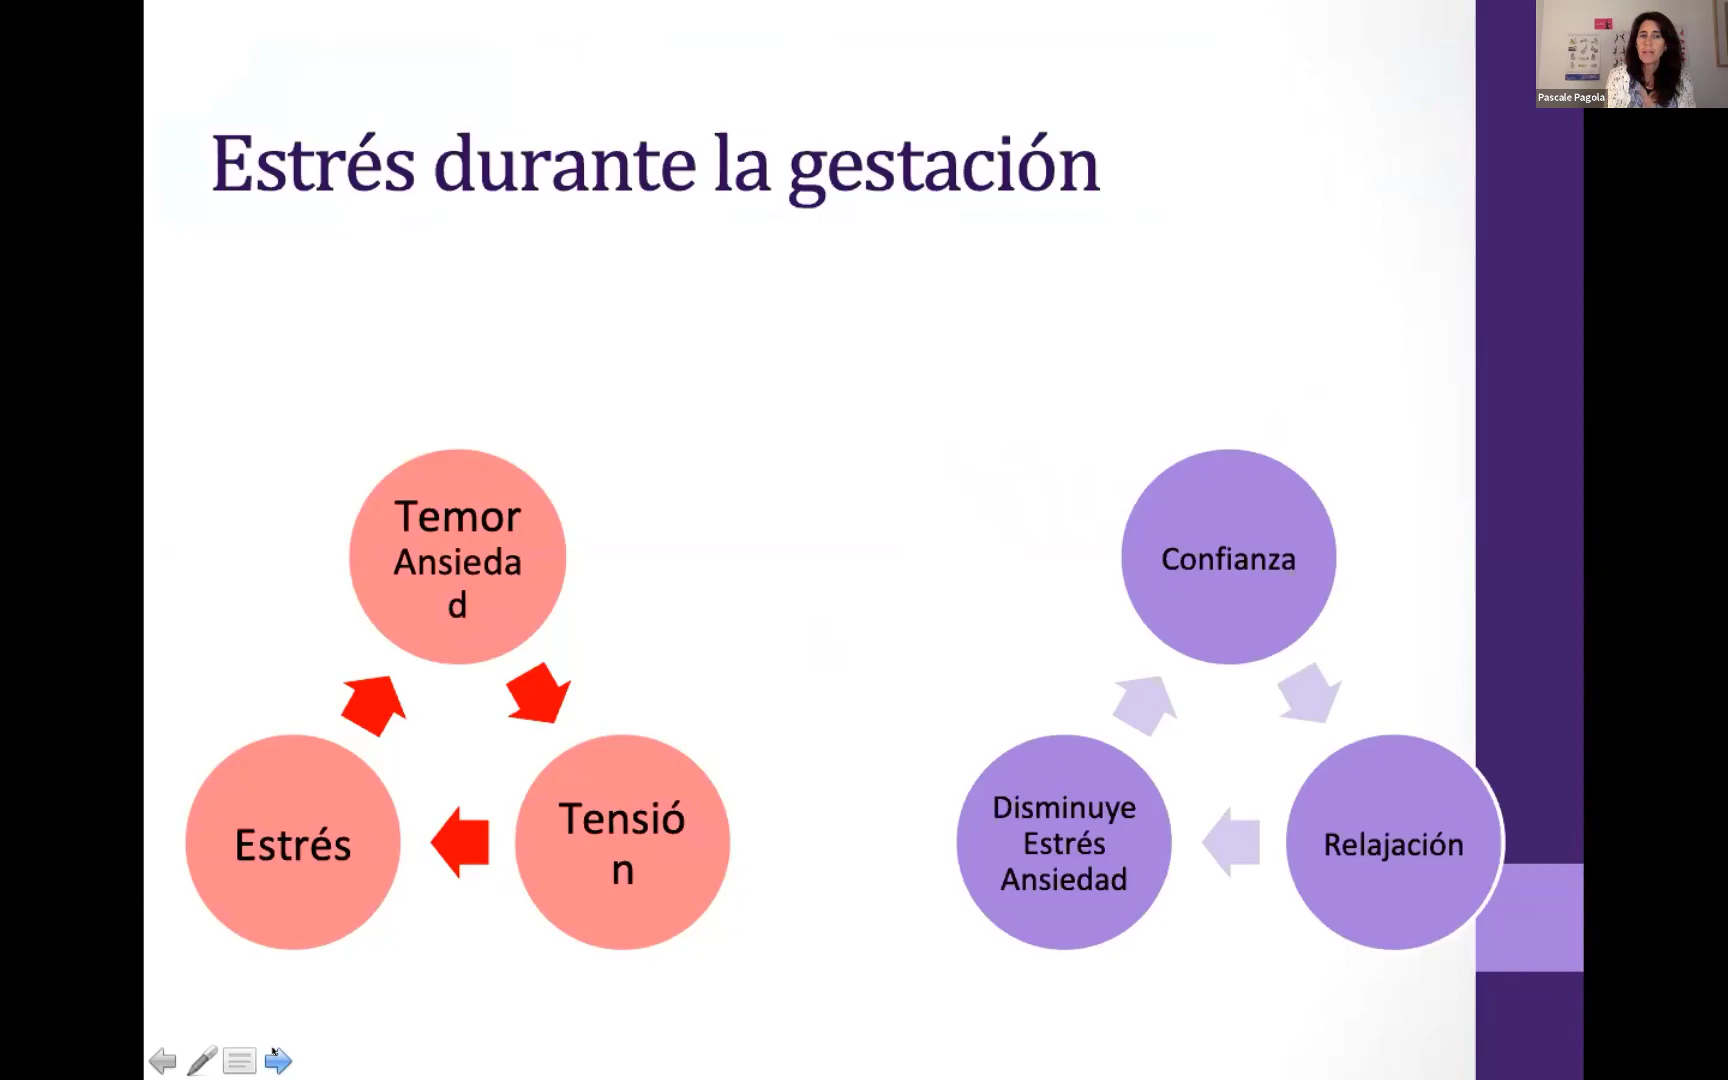 Pascale Pagola
Estrés durante la gestación
Temor
Ansieda
d
Estrés
Tensió
n
Confianza
Disminuye
Estrés
Ansiedad
Relajación